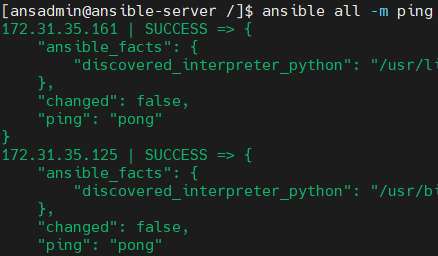 [ansadmin@ansible-server /]$ ansible all -m ping
172.31.35.161 | SUCCESS => {
    "ansible_facts": {
        "discovered_interpreter_python": "/usr/li
    },
    "changed": false,
    "ping": "pong"
}
172.31.35.125 | SUCCESS => {
    "ansible_facts": {
        "discovered_interpreter_python": "/usr/bi
    },
    "changed": false,
    "ping": "pong"